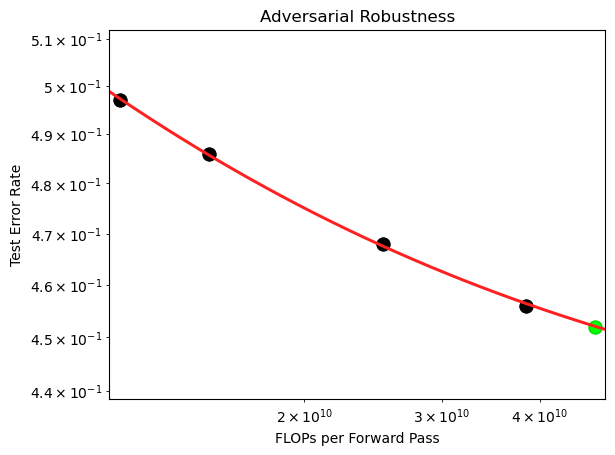 Adversarial Robustness
Test Error Rate
5.1 × 10⁻¹
5 × 10⁻¹
4.9 × 10⁻¹
4.8 × 10⁻¹
4.7 × 10⁻¹
4.6 × 10⁻¹
4.5 × 10⁻¹
4.4 × 10⁻¹
2 × 10¹⁰
3 × 10¹⁰
4 × 10¹⁰
FLOPs per Forward Pass